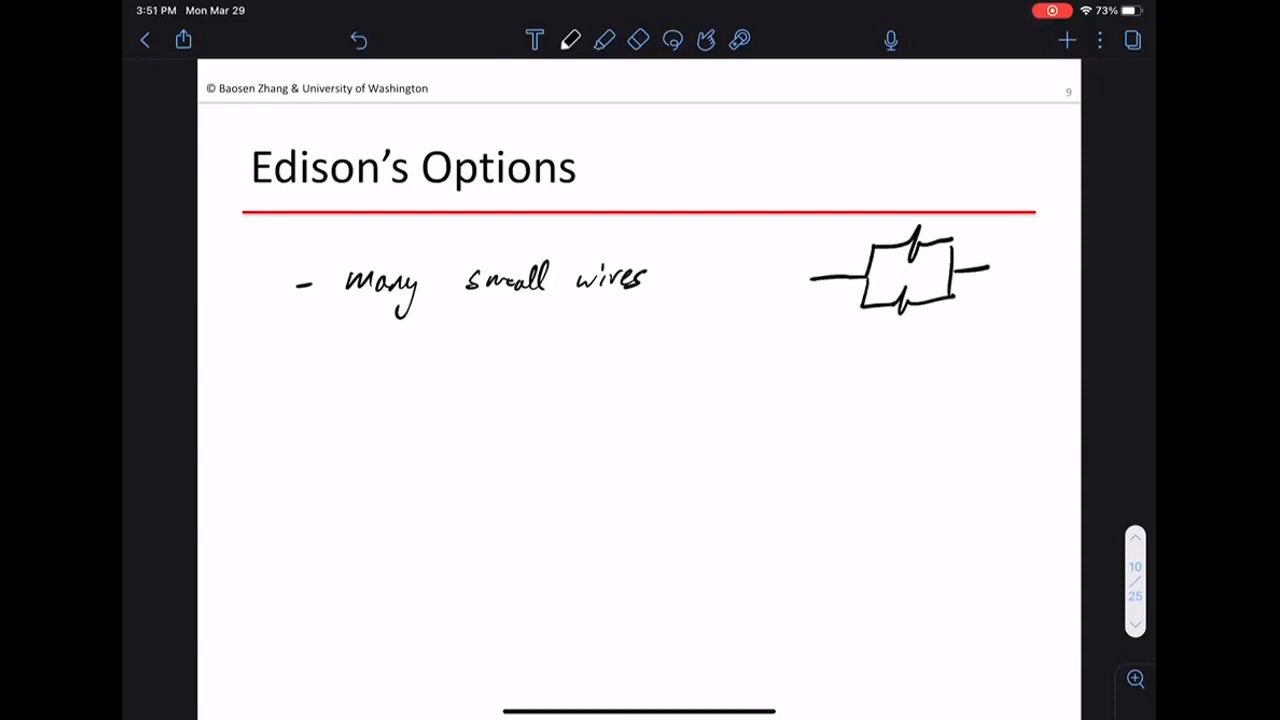 3:51 PM Mon Mar 29
73%
© Baosen Zhang & University of Washington
9
Edison's Options
- many small wires
10
/
25